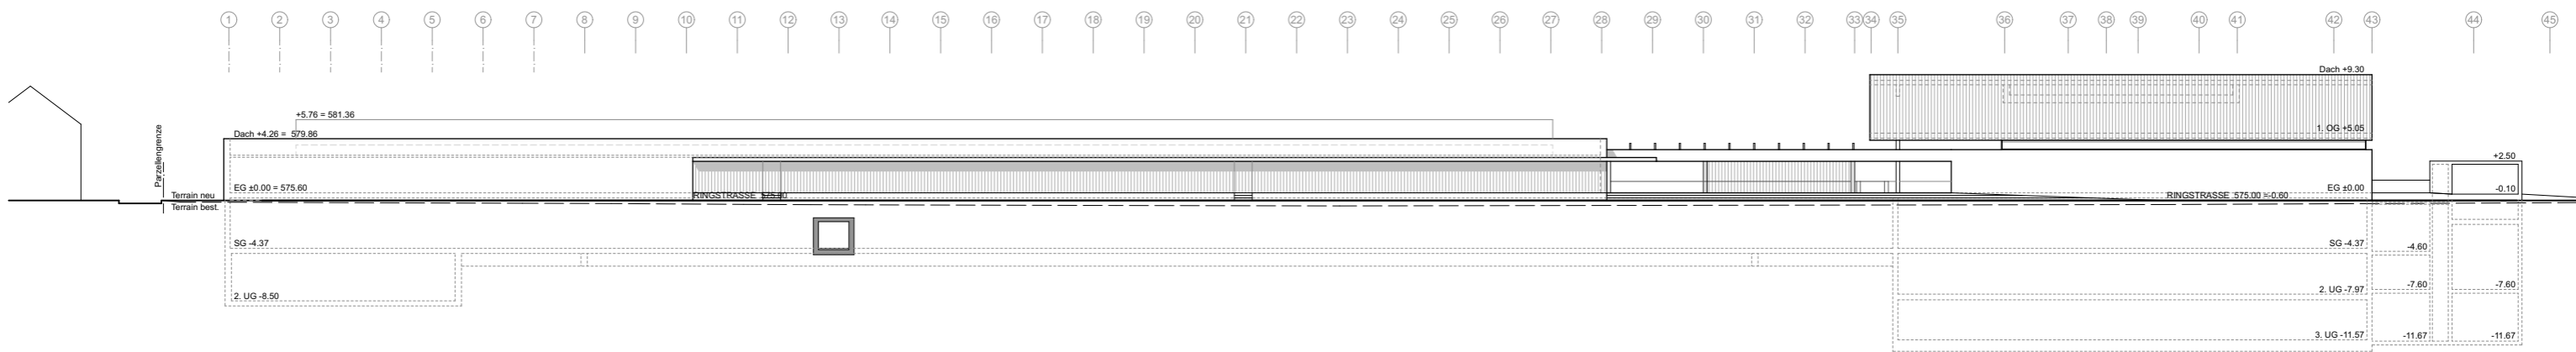 1 2 3 4 5 6 7 8 9 10 11 12 13 14 15 16 17 18 19 20 21 22 23 24 25 26 27 28 29 30 31 32 33 34 35 36 37 38 39 40 41 42 43 44 45
Dach +9.30
+5.76 = 581.36
Dach +4.26 = 579.86
1. OG +5.05
Parzellengrenze
+2.50
EG ±0.00 = 575.60
EG ±0.00
-0.10
Terrain neu
RINGSTRASSE 575.00
RINGSTRASSE 575.00 =-0.60
Terrain best.
SG -4.37
SG -4.37
-4.60
2. UG -8.50
2. UG -7.97
-7.60
-7.60
3. UG -11.57
-11.67
-11.67